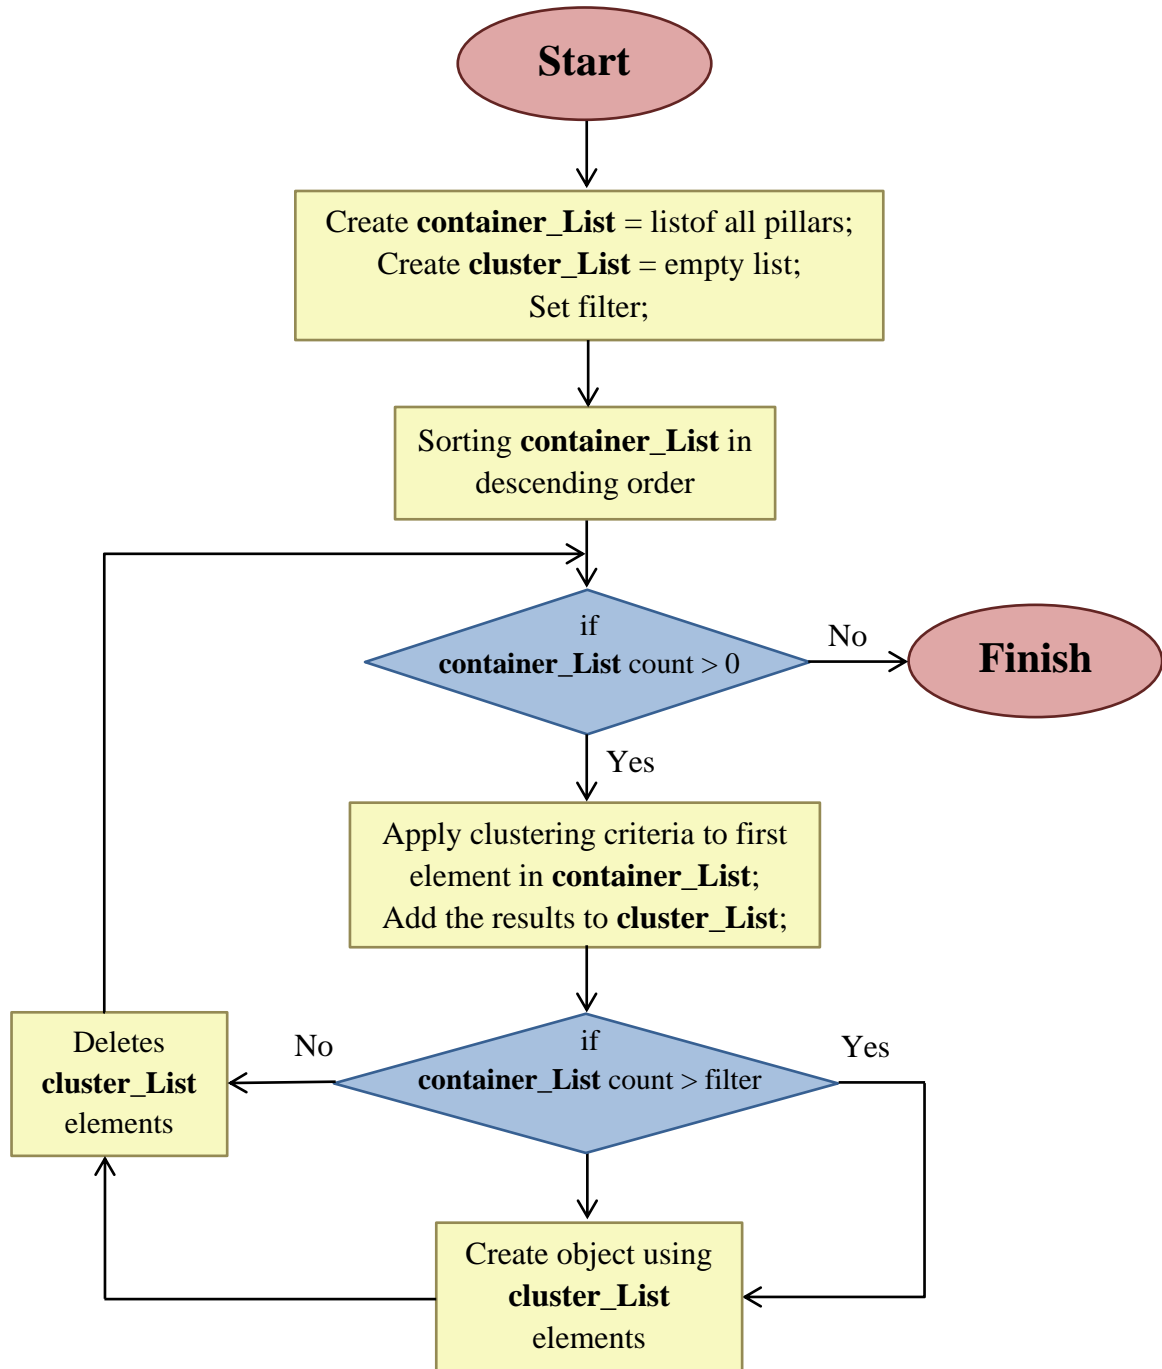 Start
Create container_List = listof all pillars;
Create cluster_List = empty list;
Set filter;
Sorting container_List in
descending order
if
container_List count > 0
No
Finish
Yes
Apply clustering criteria to first
element in container_List;
Add the results to cluster_List;
Deletes
cluster_List
elements
No
if
container_List count > filter
Yes
Create object using
cluster_List
elements